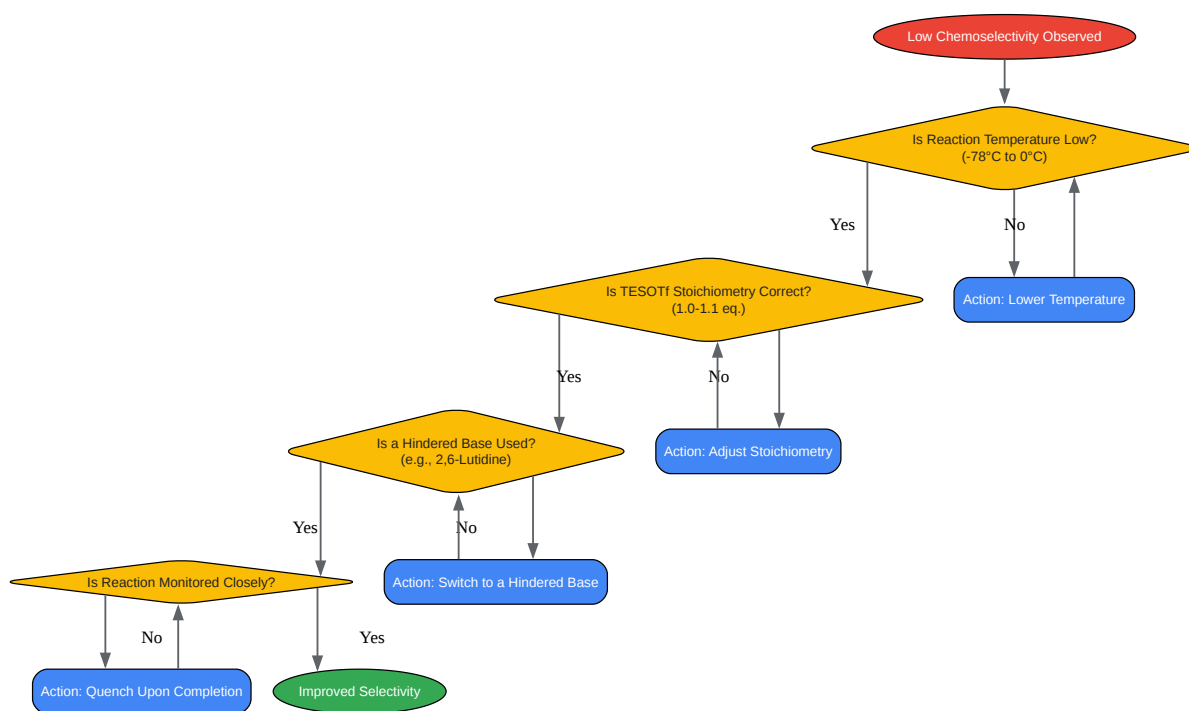 Low Chemoselectivity Observed
Is Reaction Temperature Low?
(-78°C to 0°C)
Yes
No
Is TESOTf Stoichiometry Correct?
(1.0-1.1 eq.)
Action: Lower Temperature
Yes
No
Is a Hindered Base Used?
(e.g., 2,6-Lutidine)
Action: Adjust Stoichiometry
Yes
No
Is Reaction Monitored Closely?
Action: Switch to a Hindered Base
No
Yes
Action: Quench Upon Completion
Improved Selectivity